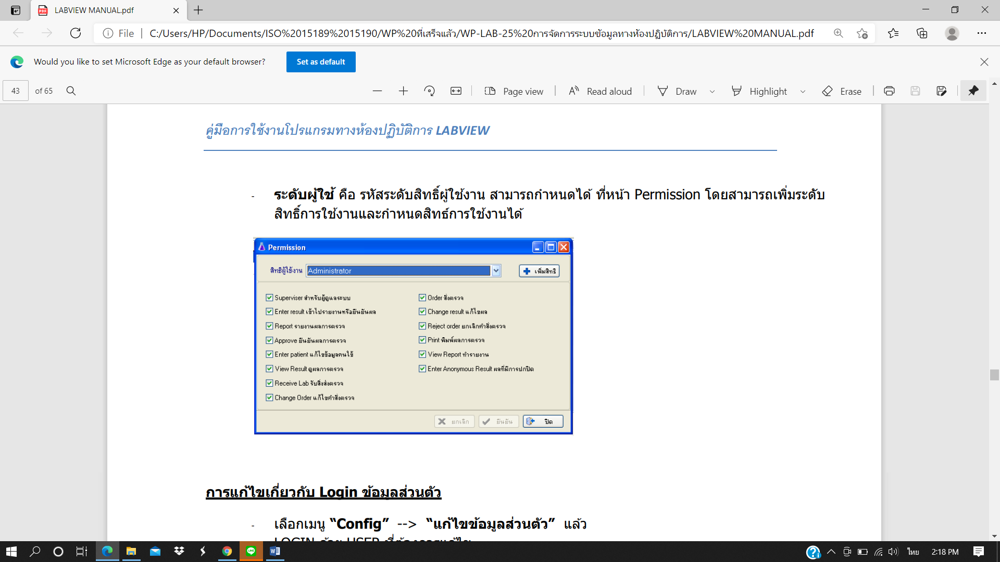 LABVIEW MANUAL.pdf
File
C:/Users/HP/Documents/ISO%2015189%2015190/WP%20ที่เสร็จแล้ว/WP-LAB-25%20การจัดการระบบข้อมูลทางห้องปฏิบัติการ/LABVIEW%20MANUAL.pdf
Would you like to set Microsoft Edge as your default browser?
Set as default
43 of 65
Page view
Read aloud
Draw
Highlight
Erase
คู่มือการใช้งานโปรแกรมทางห้องปฏิบัติการ LABVIEW
- ระดับผู้ใช้ คือ รหัสระดับสิทธิ์ผู้ใช้งาน สามารถกำหนดได้ ที่หน้า Permission โดยสามารถเพิ่มระดับ
สิทธิ์การใช้งานและกำหนดสิทธ์การใช้งานได้
Permission
สิทธิผู้ใช้งาน Administrator เพิ่มสิทธิ
Superviser สำหรับผู้ดูแลระบบ
Enter result เข้าไปรายงานหรือยืนยันผล
Report รายงานผลการตรวจ
Approve ยืนยันผลการตรวจ
Enter patient แก้ไขข้อมูลคนไข้
View Result ดูผลการตรวจ
Receive Lab รับสิ่งส่งตรวจ
Change Order แก้ไขคำสั่งตรวจ
Order สั่งตรวจ
Change result แก้ไขผล
Reject order ยกเลิกคำสั่งตรวจ
Print พิมพ์ผลการตรวจ
View Report ทำรายงาน
Enter Anonymous Result ผลที่มีการปกปิด
ยกเลิก
ยืนยัน
ปิด
การแก้ไขเกี่ยวกับ Login ข้อมูลส่วนตัว
- เลือกเมนู “Config” --> “แก้ไขข้อมูลส่วนตัว” แล้ว
LOGIN ด้วย USER ที่ต้องการแก้ไข
ไทย
2:18 PM